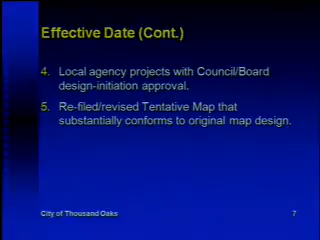 Effective Date (Cont.)
4. Local agency projects with Council/Board
design-initiation approval.
5. Re-filed/revised Tentative Map that
substantially conforms to original map design.
City of Thousand Oaks 7